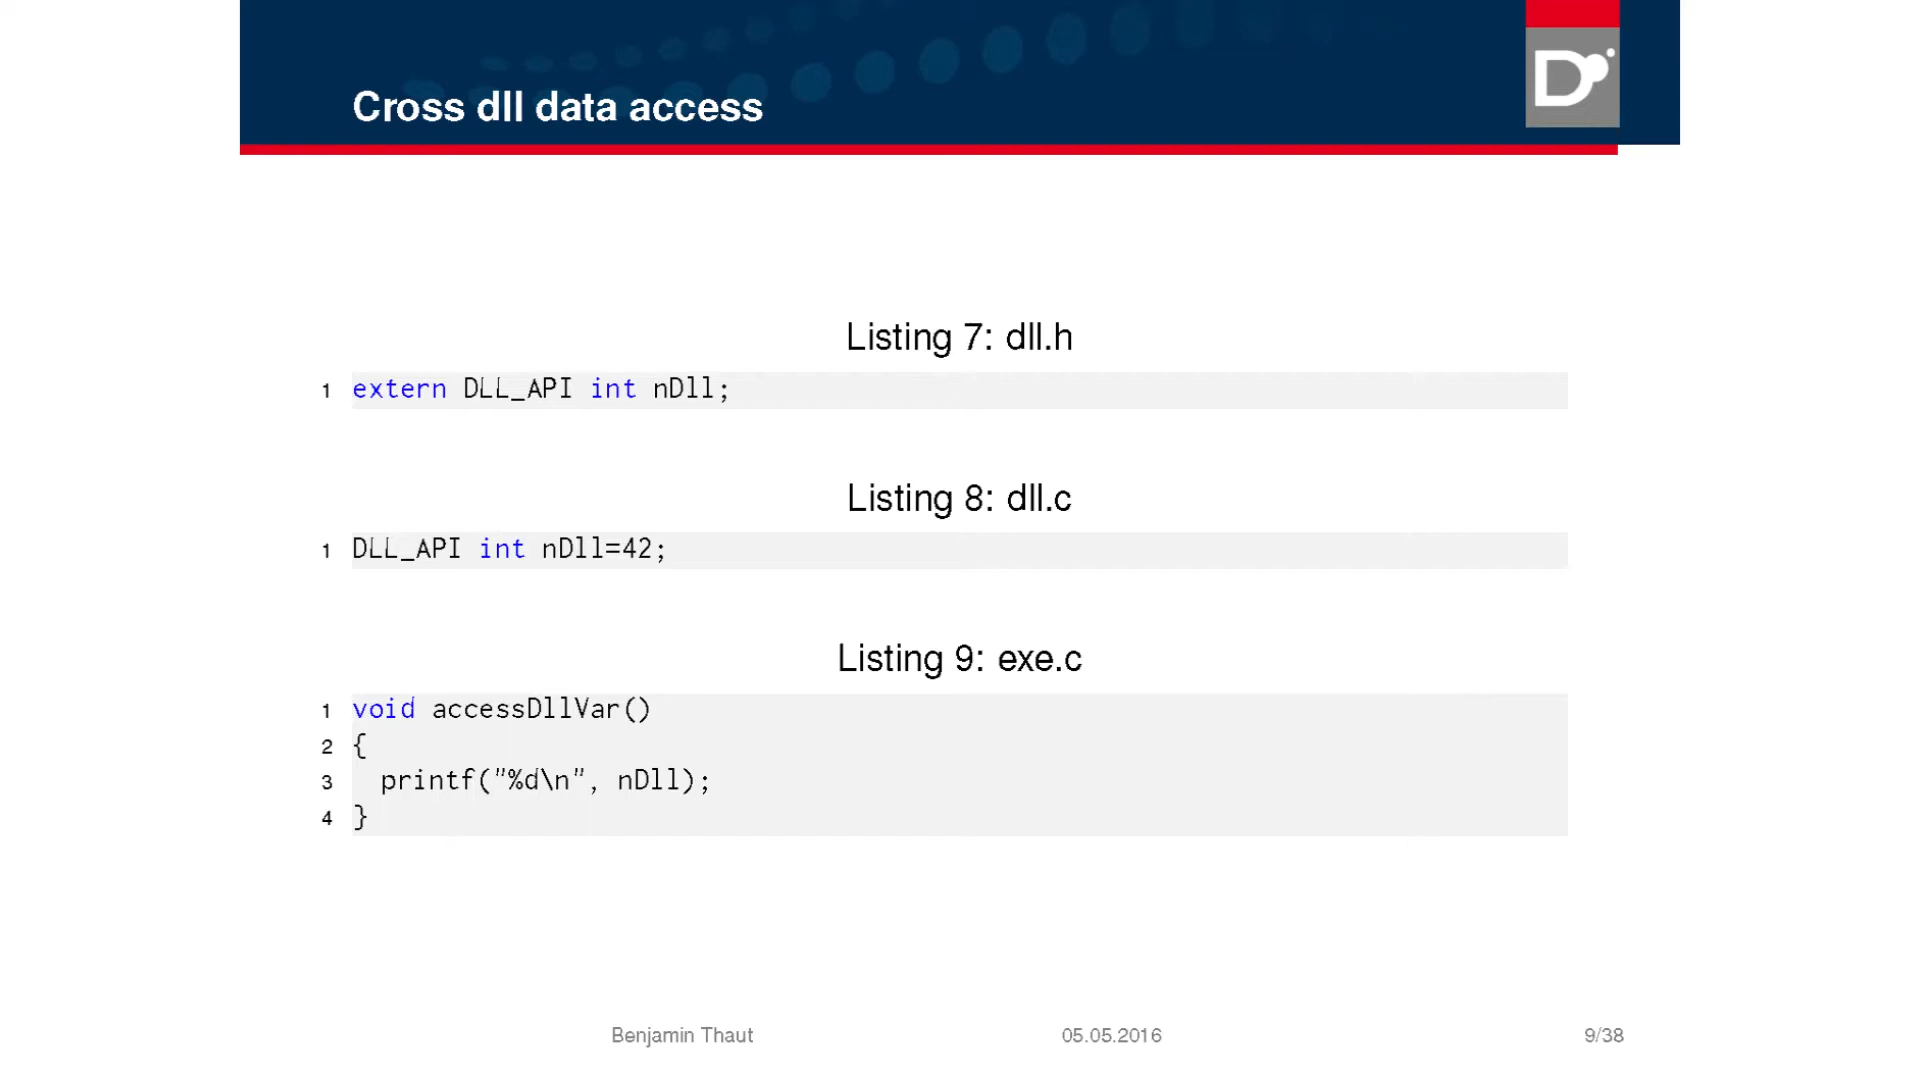 Cross dll data access
Listing 7: dll.h
1 extern DLL_API int nDll;
Listing 8: dll.c
1 DLL_API int nDll=42;
Listing 9: exe.c
1 void accessDllVar()
2 {
3   printf("%d\n", nDll);
4 }
Benjamin Thaut 05.05.2016 9/38